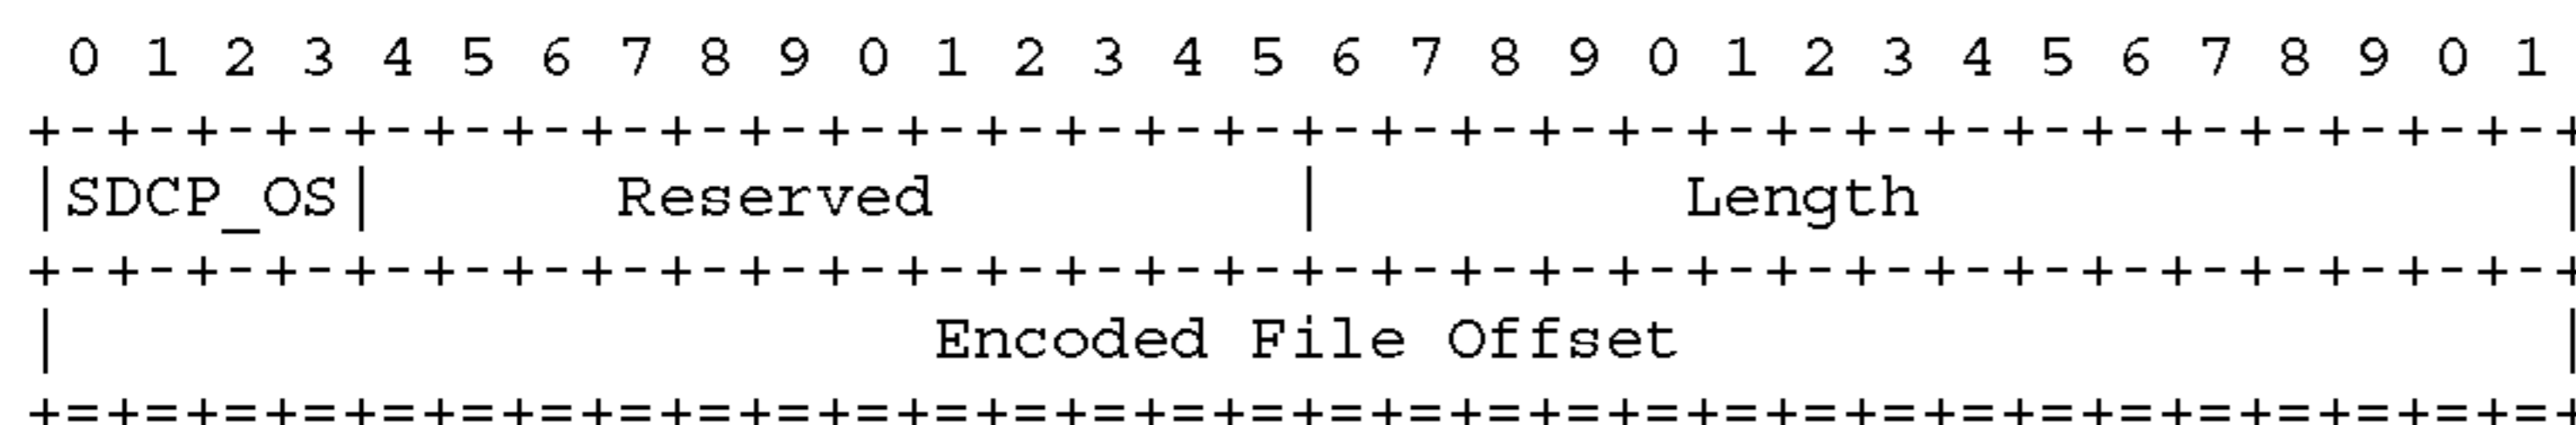 0 1 2 3 4 5 6 7 8 9 0 1 2 3 4 5 6 7 8 9 0 1 2 3 4 5 6 7 8 9 0 1
+-+-+-+-+-+-+-+-+-+-+-+-+-+-+-+-+-+-+-+-+-+-+-+-+-+-+-+-+-+-+-+-+
|SDCP_OS|      Reserved         |         Length                |
+-+-+-+-+-+-+-+-+-+-+-+-+-+-+-+-+-+-+-+-+-+-+-+-+-+-+-+-+-+-+-+-+
|                      Encoded File Offset                      |
+=+=+=+=+=+=+=+=+=+=+=+=+=+=+=+=+=+=+=+=+=+=+=+=+=+=+=+=+=+=+=+=+